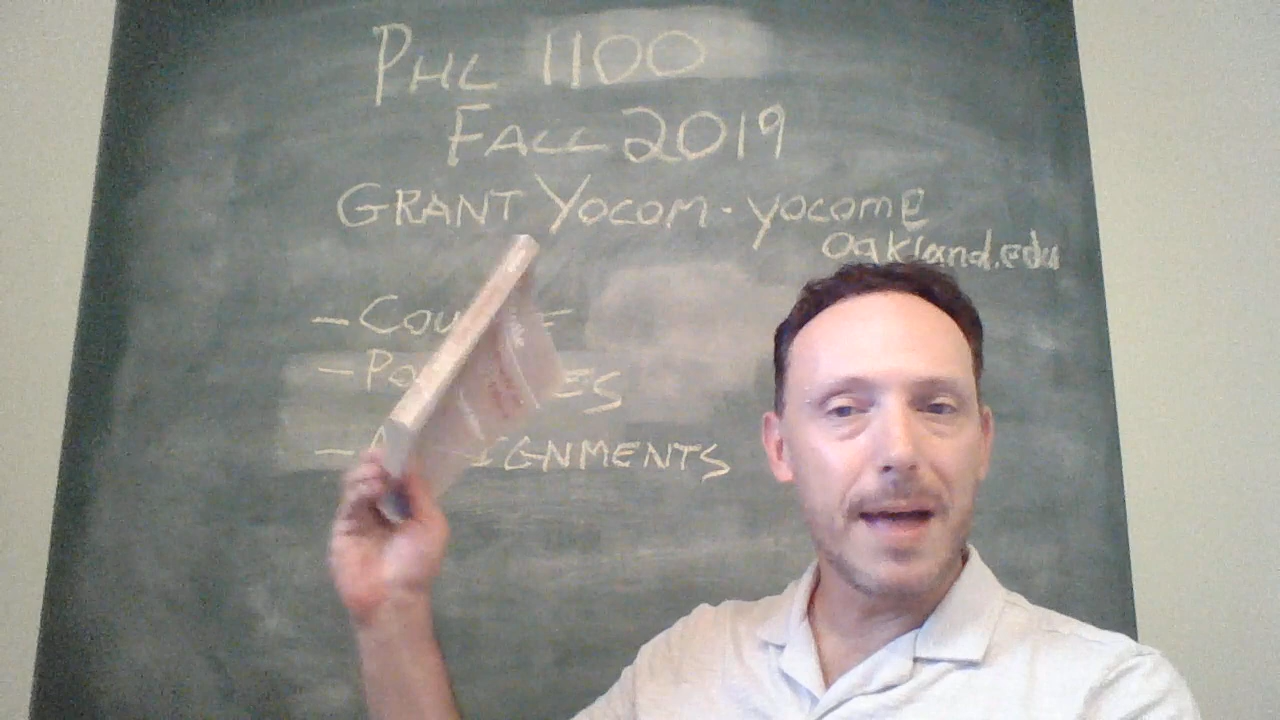 PHL 1100
FALL 2019
GRANT YOCOM - yocom@
oakland.edu
-
-
- ASSIGNMENTS